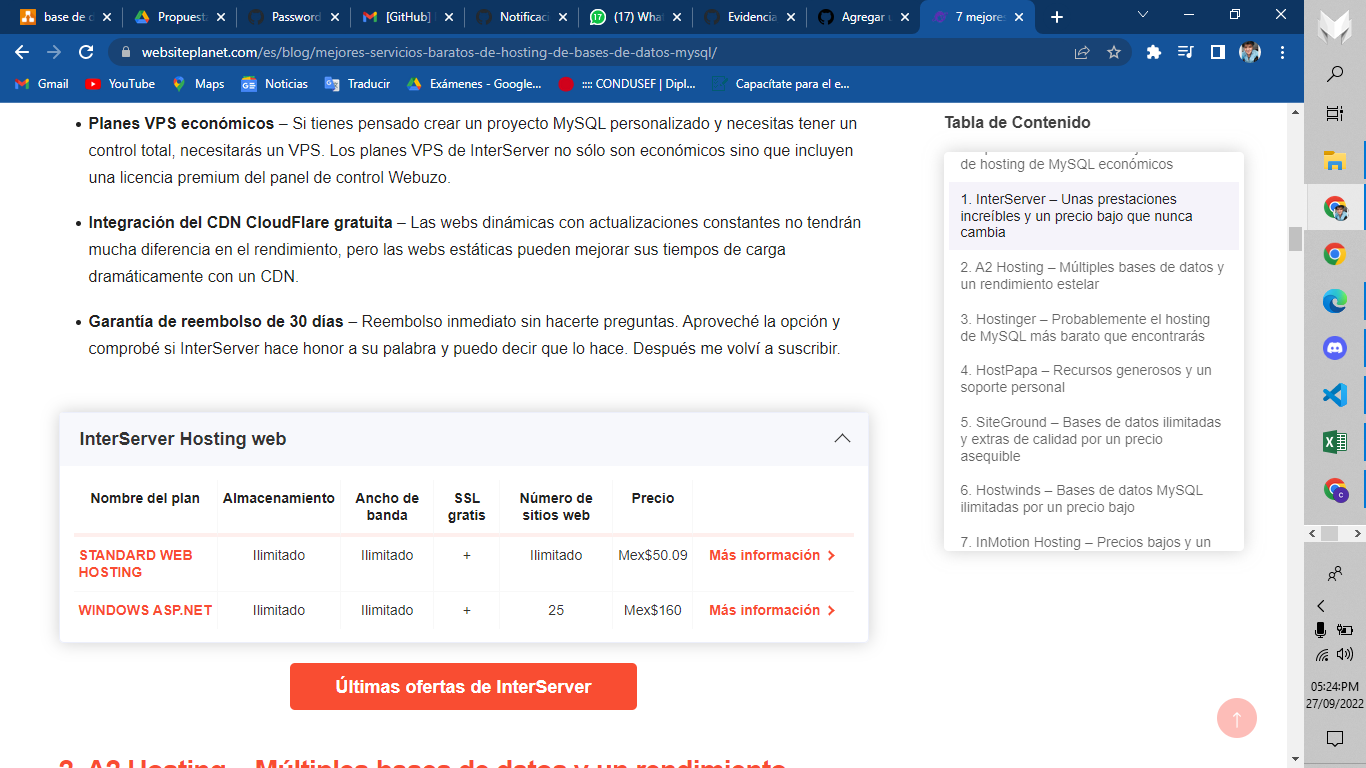 base de d
Propuest
Password
[GitHub]
Notificaci
(17) Wha
Evidencia
Agregar u
7 mejore
websiteplanet.com/es/blog/mejores-servicios-baratos-de-hosting-de-bases-de-datos-mysql/
Gmail
YouTube
Maps
Noticias
Traducir
Exámenes - Google...
:::: CONDUSEF | Dipl...
Capacítate para el e...
• Planes VPS económicos – Si tienes pensado crear un proyecto MySQL personalizado y necesitas tener un
control total, necesitarás un VPS. Los planes VPS de InterServer no sólo son económicos sino que incluyen
una licencia premium del panel de control Webuzo.
• Integración del CDN CloudFlare gratuita – Las webs dinámicas con actualizaciones constantes no tendrán
mucha diferencia en el rendimiento, pero las webs estáticas pueden mejorar sus tiempos de carga
dramáticamente con un CDN.
• Garantía de reembolso de 30 días – Reembolso inmediato sin hacerte preguntas. Aproveché la opción y
comprobé si InterServer hace honor a su palabra y puedo decir que lo hace. Después me volví a suscribir.
InterServer Hosting web
Nombre del plan Almacenamiento Ancho de banda SSL gratis Número de sitios web Precio
STANDARD WEB HOSTING Ilimitado Ilimitado + Ilimitado Mex$50.09 Más información
WINDOWS ASP.NET Ilimitado Ilimitado + 25 Mex$160 Más información
Últimas ofertas de InterServer
2. A2 Hosting – Múltiples bases de datos y un rendimiento
Tabla de Contenido
de hosting de MySQL económicos
1. InterServer – Unas prestaciones
increíbles y un precio bajo que nunca
cambia
2. A2 Hosting – Múltiples bases de datos y
un rendimiento estelar
3. Hostinger – Probablemente el hosting
de MySQL más barato que encontrarás
4. HostPapa – Recursos generosos y un
soporte personal
5. SiteGround – Bases de datos ilimitadas
y extras de calidad por un precio
asequible
6. Hostwinds – Bases de datos MySQL
ilimitadas por un precio bajo
7. InMotion Hosting – Precios bajos y un
05:24:PM
27/09/2022